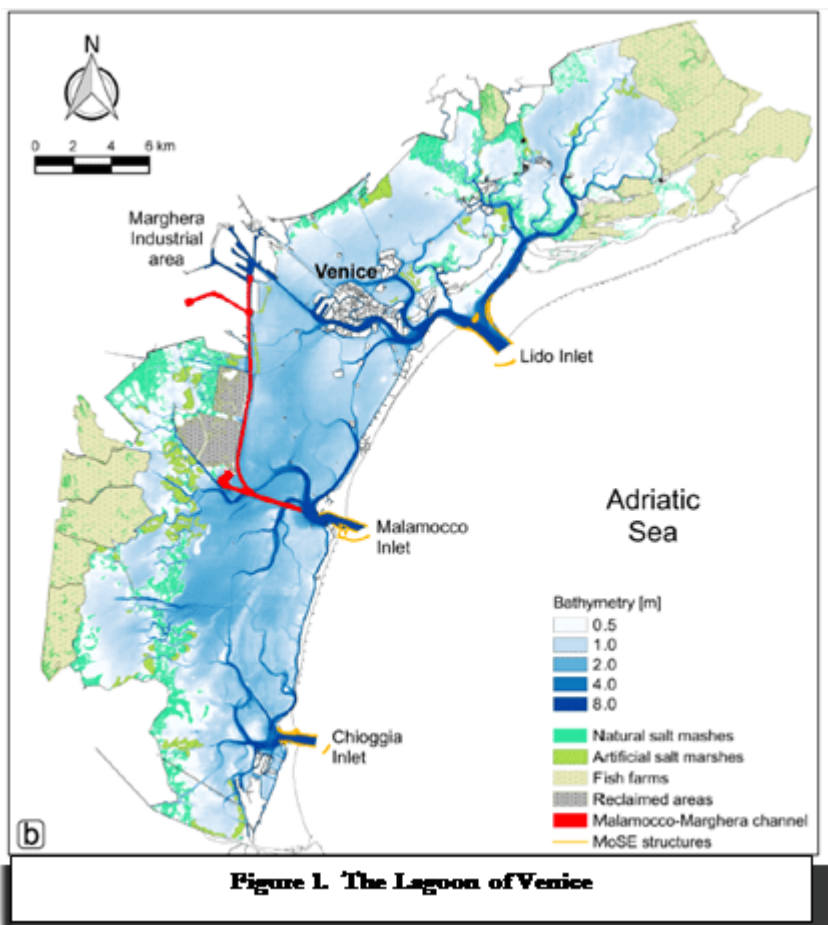 N
0 2 4 6 km
Marghera
Industrial
area
Venice
Lido Inlet
Adriatic
Sea
Malamocco
Inlet
Bathymetry [m]
0.5
1.0
2.0
4.0
8.0
Chioggia
Inlet
Natural salt mashes
Artificial salt marshes
Fish farms
Reclaimed areas
Malamocco-Marghera channel
MoSE structures
b
Figure 1. The Lagoon of Venice